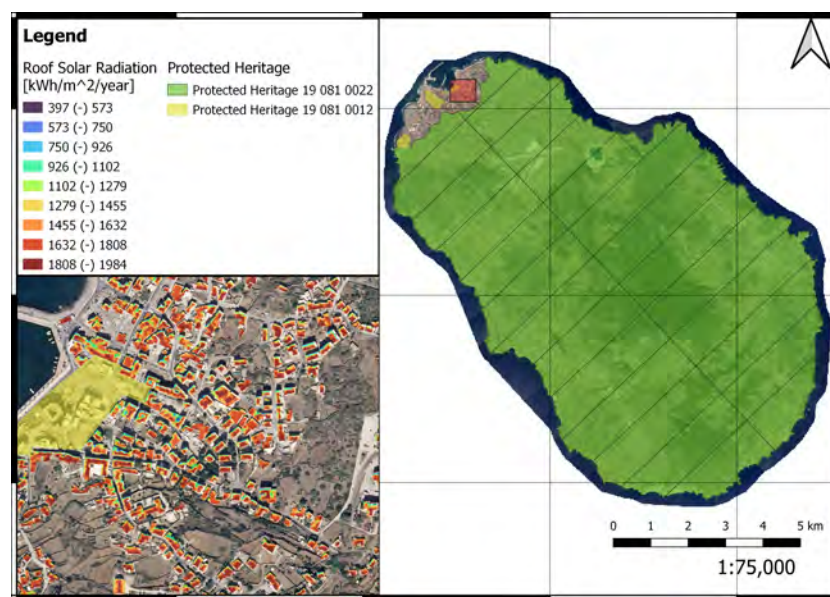 Legend
Roof Solar Radiation
[kWh/m^2/year]
397 (-) 573
573 (-) 750
750 (-) 926
926 (-) 1102
1102 (-) 1279
1279 (-) 1455
1455 (-) 1632
1632 (-) 1808
1808 (-) 1984
Protected Heritage
Protected Heritage 19 081 0022
Protected Heritage 19 081 0012
0 1 2 3 4 5 km
1:75,000
1